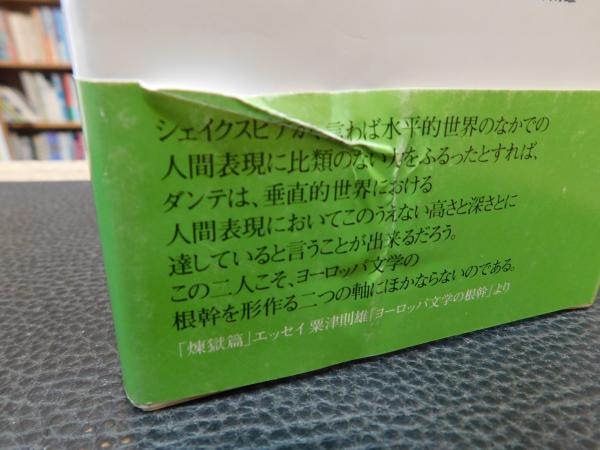 シェイクスピアが、言わば水平的世界のなかでの
人間表現に比類のない力をふるったとすれば、
ダンテは、垂直的世界における
人間表現においてこのうえない高さと深さとに
達していると言うことが出来るだろう。
この二人こそ、ヨーロッパ文学の
根幹を形作る二つの軸にほかならないのである。
「煉獄篇」エッセイ 粟津則雄「ヨーロッパ文学の根幹」より